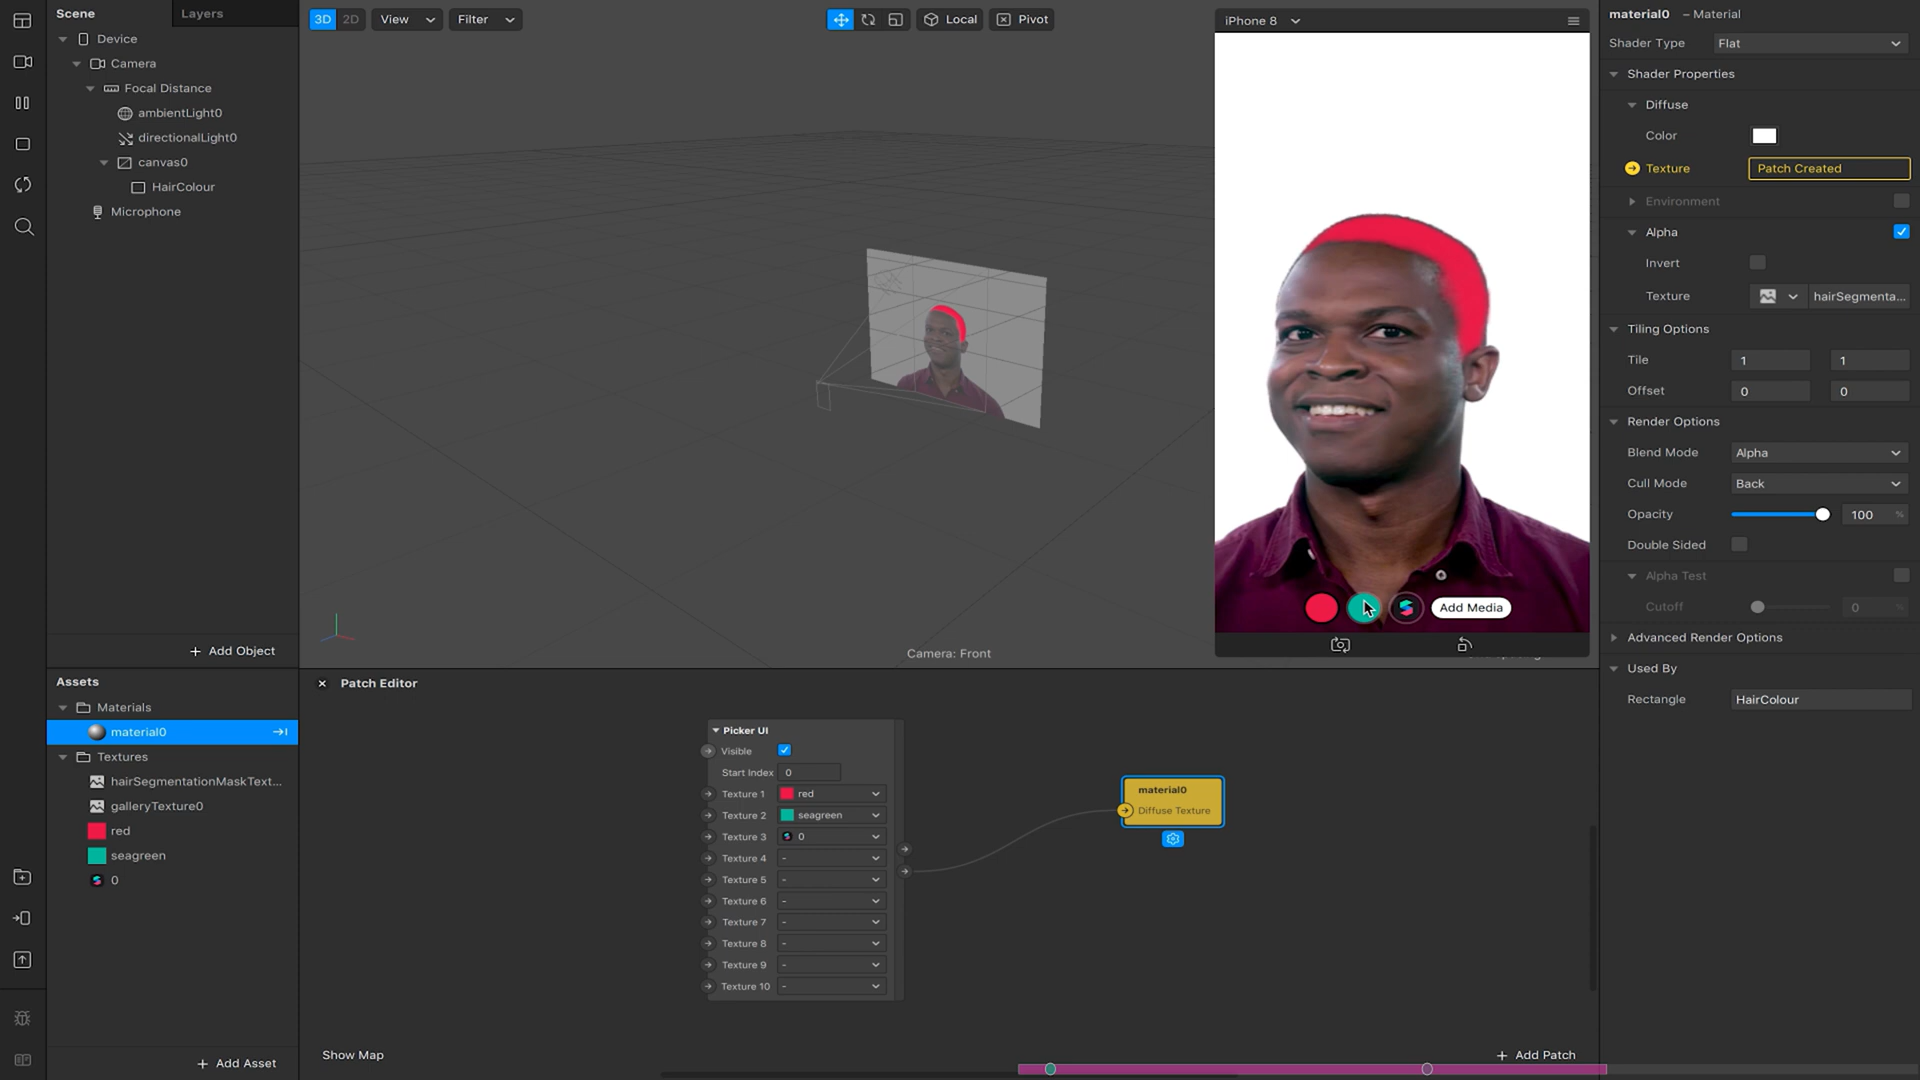 Scene
Layers
Device
Camera
Focal Distance
ambientLight0
directionalLight0
canvas0
HairColour
Microphone
+ Add Object
3D
2D
View
Filter
Local
Pivot
Camera: Front
iPhone 8
Add Media
Assets
Materials
material0
Textures
hairSegmentationMaskText...
galleryTexture0
red
seagreen
0
+ Add Asset
× Patch Editor
Picker UI
Visible
Start Index 0
Texture 1 red
Texture 2 seagreen
Texture 3 0
Texture 4 -
Texture 5 -
Texture 6 -
Texture 7 -
Texture 8 -
Texture 9 -
Texture 10 -
material0
Diffuse Texture
Show Map
+ Add Patch
material0 – Material
Shader Type Flat
Shader Properties
Diffuse
Color
Texture Patch Created
Environment
Alpha
Invert
Texture hairSegmenta...
Tiling Options
Tile 1 1
Offset 0 0
Render Options
Blend Mode Alpha
Cull Mode Back
Opacity 100 %
Double Sided
Alpha Test
Cutoff 0 %
Advanced Render Options
Used By
Rectangle HairColour